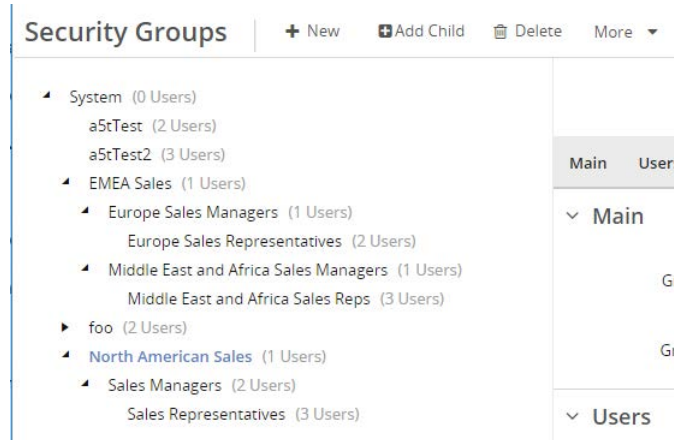 Security Groups New Add Child Delete More
System (0 Users)
a5tTest (2 Users)
a5tTest2 (3 Users)
EMEA Sales (1 Users)
Europe Sales Managers (1 Users)
Europe Sales Representatives (2 Users)
Middle East and Africa Sales Managers (1 Users)
Middle East and Africa Sales Reps (3 Users)
foo (2 Users)
North American Sales (1 Users)
Sales Managers (2 Users)
Sales Representatives (3 Users)
Main
Main
Users